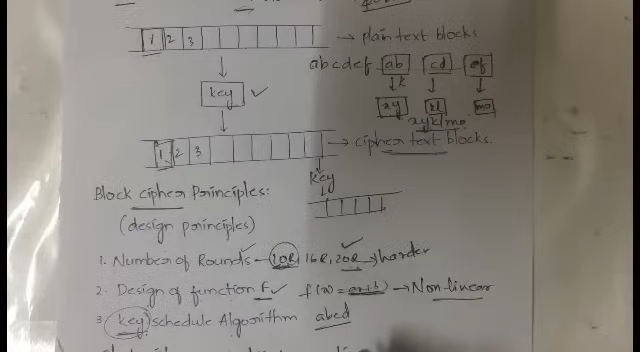 1 2 3 → plain text blocks
abcdef ab cd ef
key k
xy kl mo
xyklmo
1 2 3 → cipher text blocks.
key
Block cipher Principles:
(design principles)
1. Number of Rounds - 10R, 16R, 20R → harder
2. Design of function F f(x) = a+b → Non-linear
3. key schedule Algorithm abcd